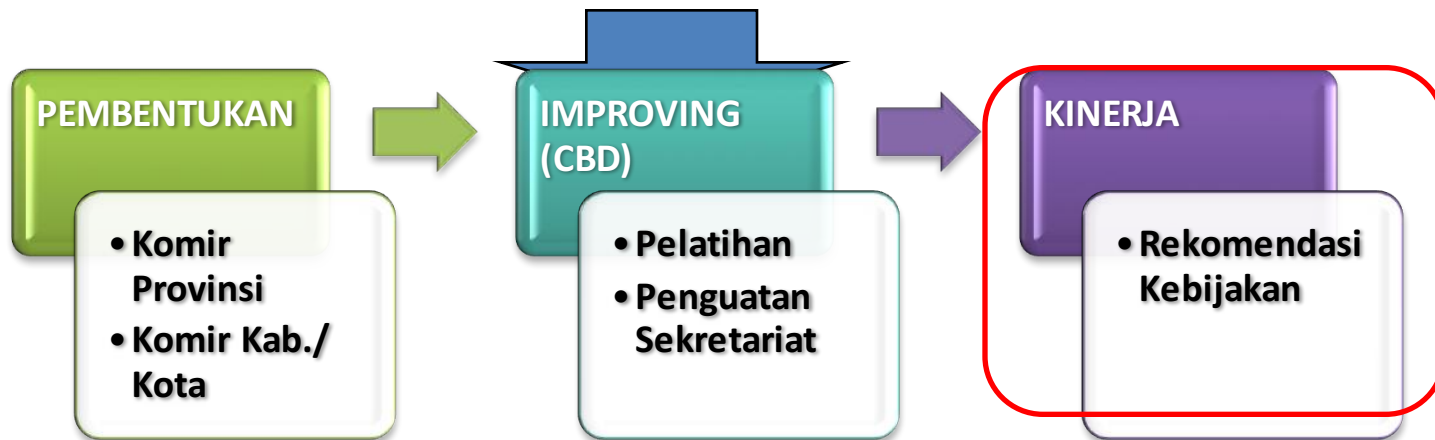 PEMBENTUKAN
• Komir
Provinsi
• Komir Kab./
Kota
IMPROVING
(CBD)
• Pelatihan
• Penguatan
Sekretariat
KINERJA
• Rekomendasi
Kebijakan